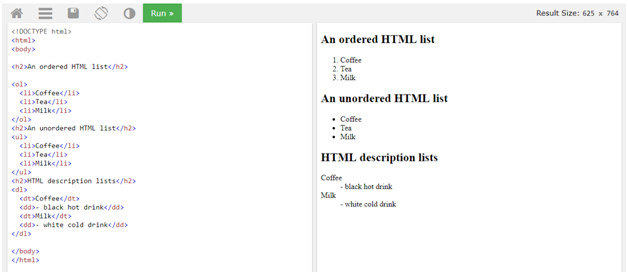 Run »
Result Size: 625 x 764
<!DOCTYPE html>
<html>
<body>
<h2>An ordered HTML list</h2>
<ol>
<li>Coffee</li>
<li>Tea</li>
<li>Milk</li>
</ol>
<h2>An unordered HTML list</h2>
<ul>
<li>Coffee</li>
<li>Tea</li>
<li>Milk</li>
</ul>
<h2>HTML description lists</h2>
<dl>
<dt>Coffee</dt>
<dd>- black hot drink</dd>
<dt>Milk</dt>
<dd>- white cold drink</dd>
</dl>
</body>
</html>
An ordered HTML list
1. Coffee
2. Tea
3. Milk
An unordered HTML list
• Coffee
• Tea
• Milk
HTML description lists
Coffee
- black hot drink
Milk
- white cold drink